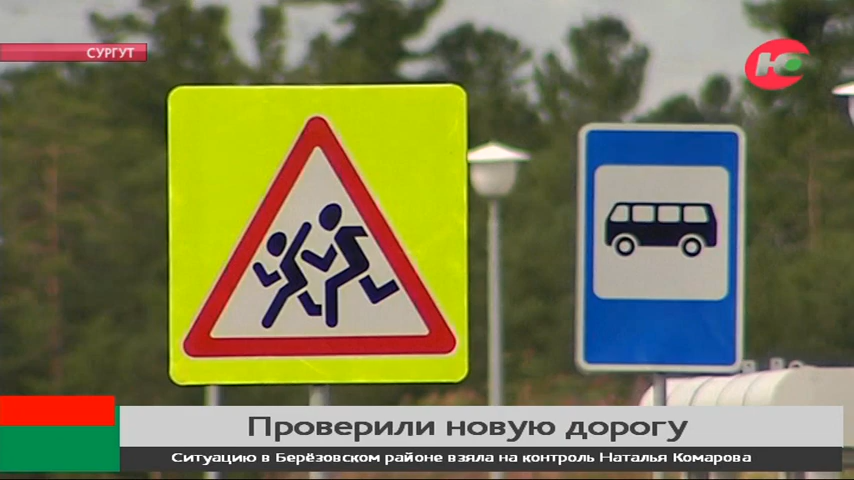 СУРГУТ
Ю
Проверили новую дорогу
Ситуацию в Берёзовском районе взяла на контроль Наталья Комарова